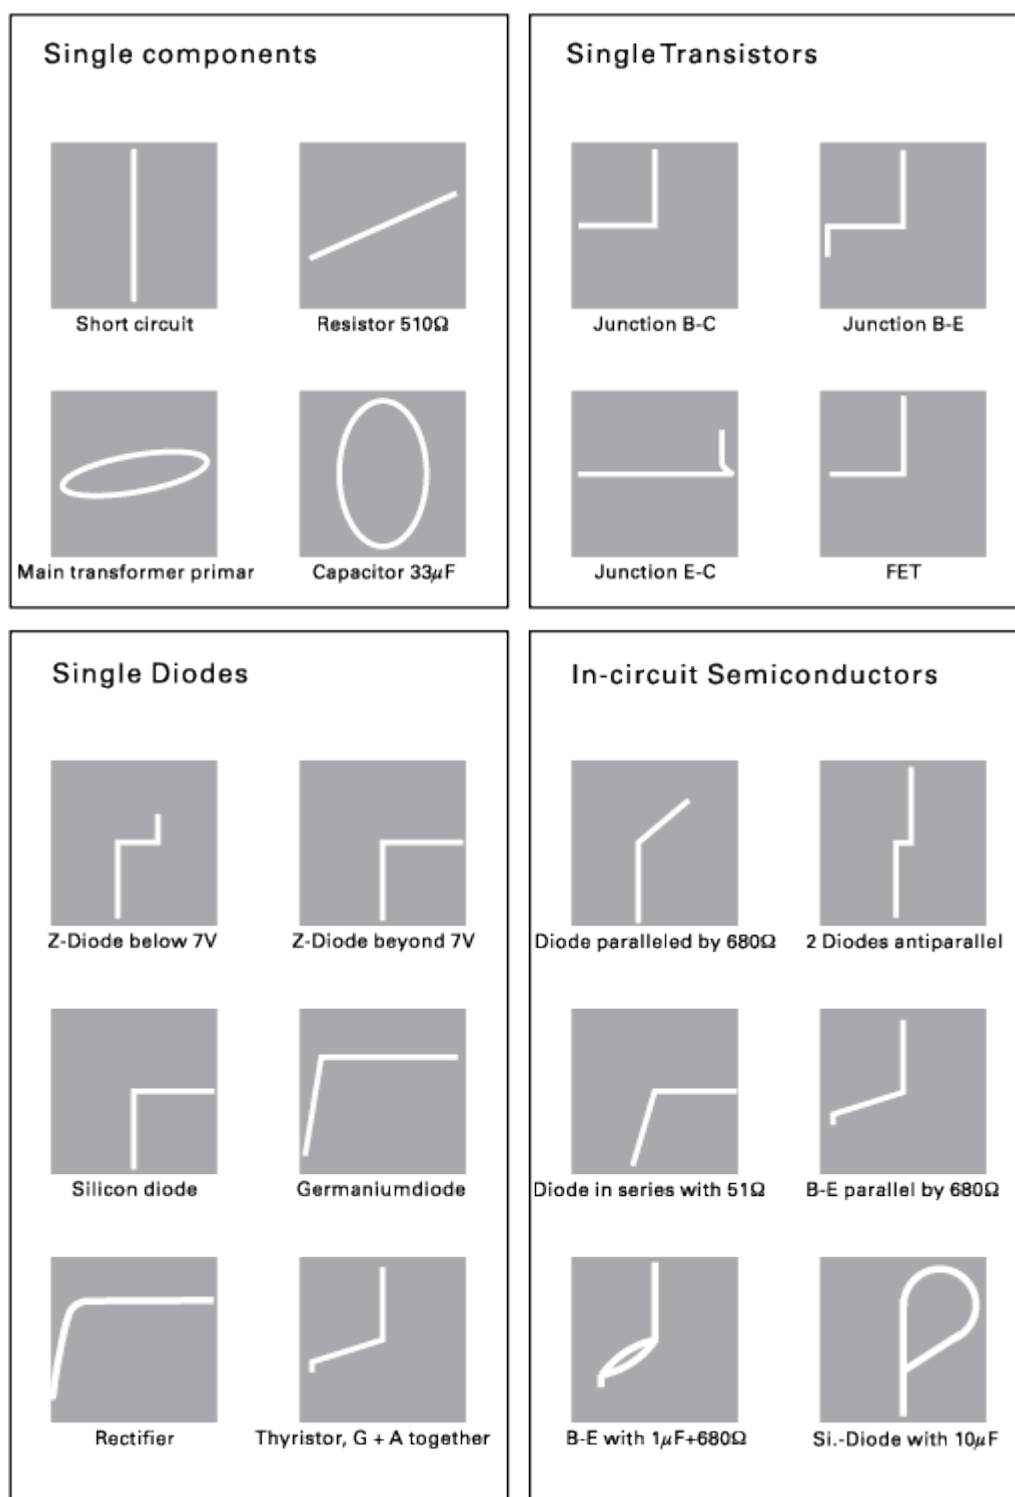 Single components
Short circuit
Resistor 510Ω
Main transformer primar
Capacitor 33μF
Single Transistors
Junction B-C
Junction B-E
Junction E-C
FET
Single Diodes
Z-Diode below 7V
Z-Diode beyond 7V
Silicon diode
Germaniumdiode
Rectifier
Thyristor, G + A together
In-circuit Semiconductors
Diode paralleled by 680Ω
2 Diodes antiparallel
Diode in series with 51Ω
B-E parallel by 680Ω
B-E with 1μF+680Ω
Si.-Diode with 10μF